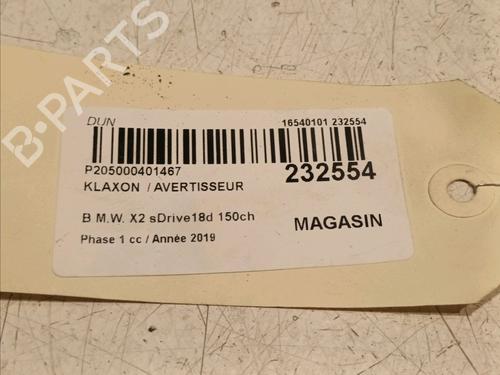 B-PARTS
DUN 16540101 232554
P205000401467
KLAXON / AVERTISSEUR 232554
B M.W. X2 sDrive18d 150ch
MAGASIN
Phase 1 cc / Année 2019